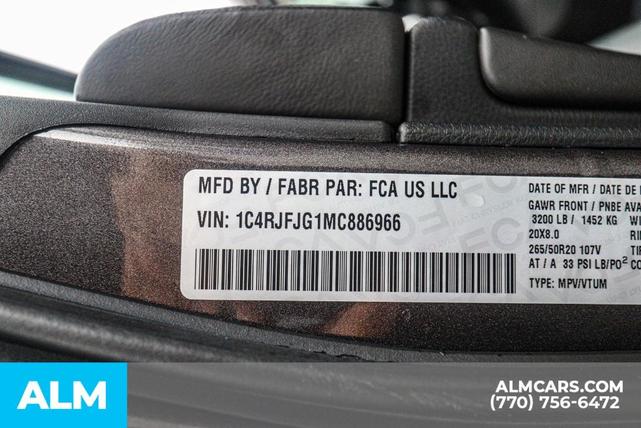 MFD BY / FABR PAR: FCA US LLC
VIN: 1C4RJFJG1MC886966
DATE OF MFR / DATE DE
GAWR FRONT / PNBE AVA
3200 LB / 1452 KG
20X8.0
265/50R20 107V
AT / A 33 PSI LB/PO²
TYPE: MPV/VTUM
ALM
ALMCARS.COM
(770) 756-6472